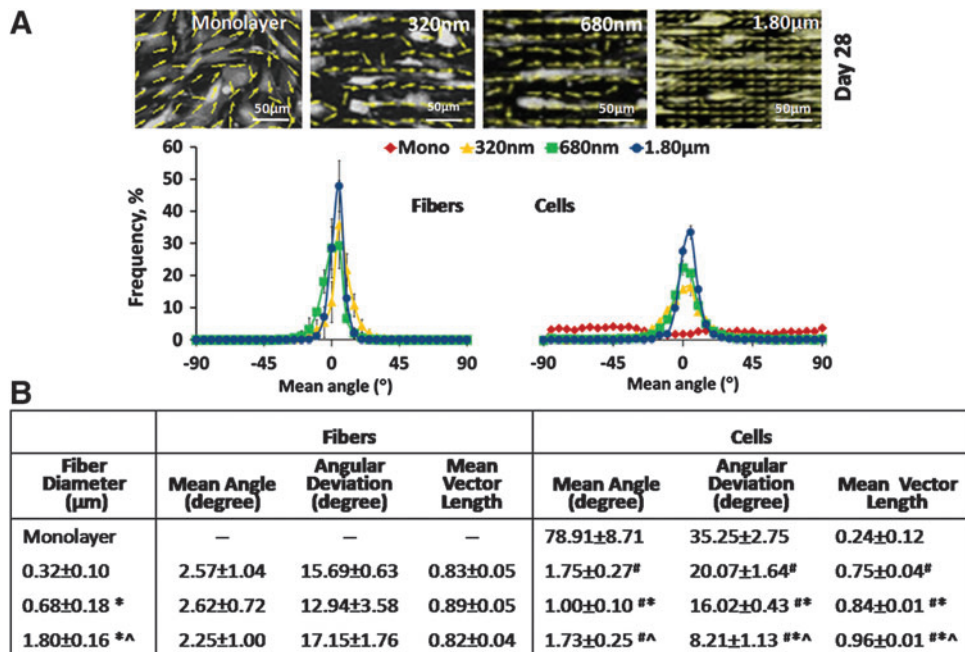 A
Monolayer 320nm 680nm 1.80µm
50µm 50µm 50µm 50µm
Day 28
Mono 320nm 680nm 1.80µm
Frequency, %
60
50
40
30
20
10
0
Fibers
Cells
-90 -45 0 45 90
-90 -45 0 45 90
Mean angle (°) Mean angle (°)
B
Fibers Cells
Fiber Diameter (µm) Mean Angle (degree) Angular Deviation (degree) Mean Vector Length Mean Angle (degree) Angular Deviation (degree) Mean Vector Length
Monolayer – – – 78.91±8.71 35.25±2.75 0.24±0.12
0.32±0.10 2.57±1.04 15.69±0.63 0.83±0.05 1.75±0.27# 20.07±1.64# 0.75±0.04#
0.68±0.18 * 2.62±0.72 12.94±3.58 0.89±0.05 1.00±0.10 #* 16.02±0.43 #* 0.84±0.01 #*
1.80±0.16 *^ 2.25±1.00 17.15±1.76 0.82±0.04 1.73±0.25 #^ 8.21±1.13 #*^ 0.96±0.01 #*^